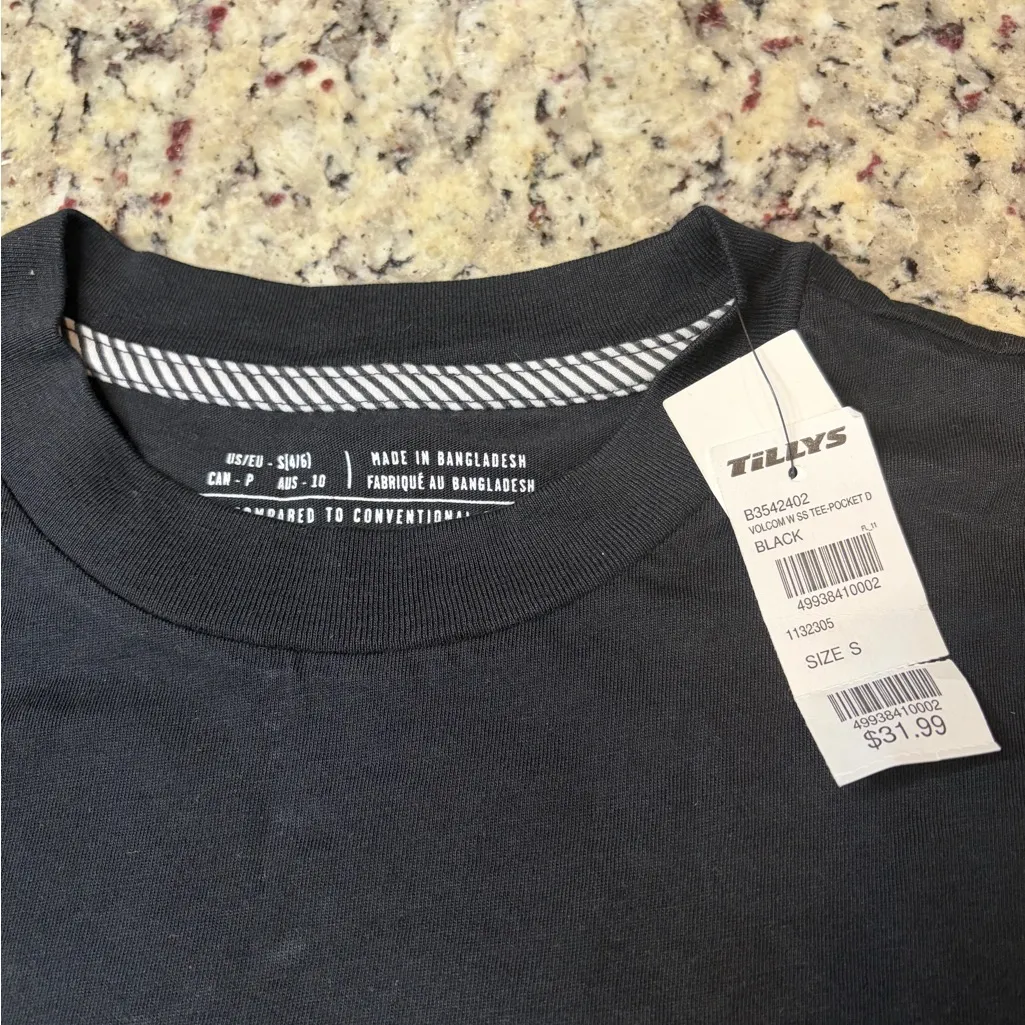 US/EU - S(4/6)
CAN - P AUS - 10
MADE IN BANGLADESH
FABRIQUÉ AU BANGLADESH
COMPARED TO CONVENTIONAL
TILLYS
B3542402
VOLCOM W SS TEE-POCKET D
FL_11
BLACK
49938410002
1132305
SIZE S
49938410002
$31.99